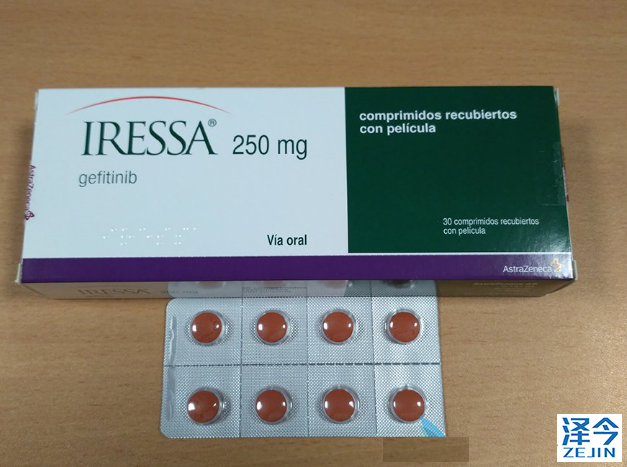 IRESSA® 250 mg
gefitinib
Vía oral
comprimidos recubiertos
con película
30 comprimidos recubiertos
con película
AstraZeneca
AstraZeneca
IRESSA
泽今
ZEJIN